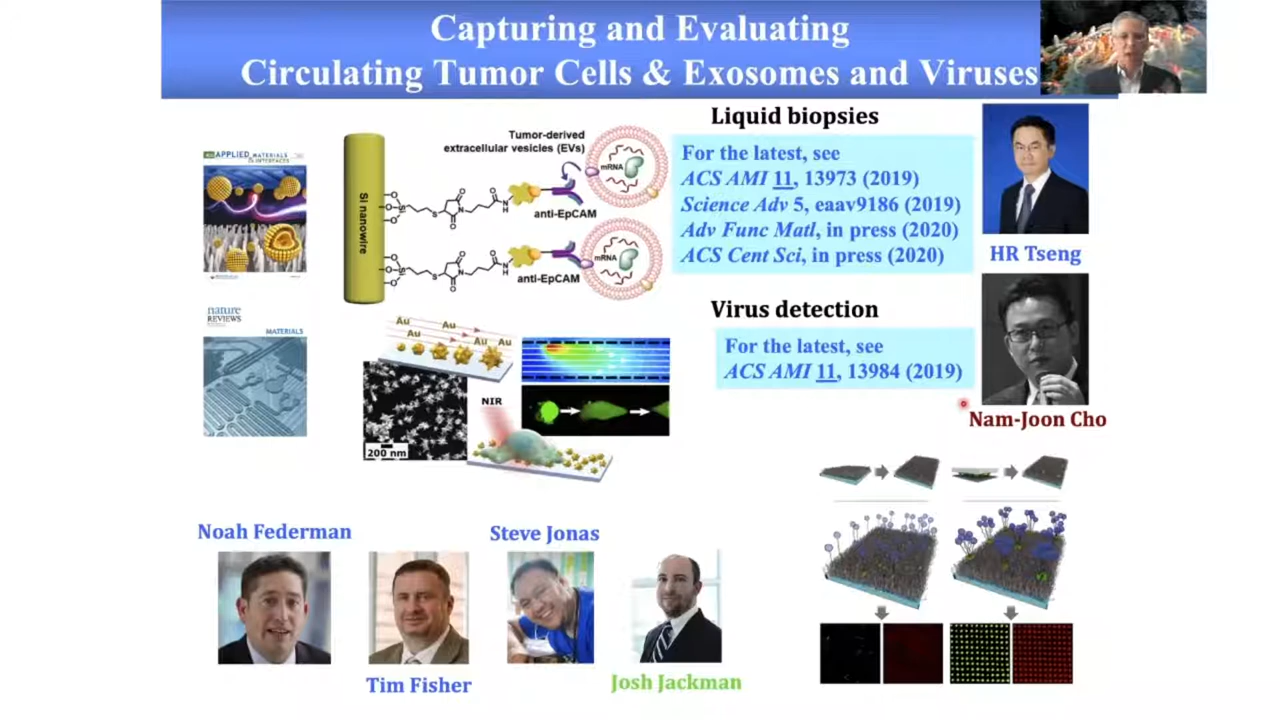 Capturing and Evaluating
Circulating Tumor Cells & Exosomes and Viruses
APPLIED MATERIALS
& INTERFACES
nature
REVIEWS
MATERIALS
Si nanowire
Tumor-derived
extracellular vesicles (EVs)
mRNA
anti-EpCAM
mRNA
anti-EpCAM
Au
Au
Au
Au
Au
NIR
200 nm
Liquid biopsies
For the latest, see
ACS AMI 11, 13973 (2019)
Science Adv 5, eaav9186 (2019)
Adv Func Matl, in press (2020)
ACS Cent Sci, in press (2020)
HR Tseng
Virus detection
For the latest, see
ACS AMI 11, 13984 (2019)
Nam-Joon Cho
Noah Federman
Steve Jonas
Tim Fisher
Josh Jackman